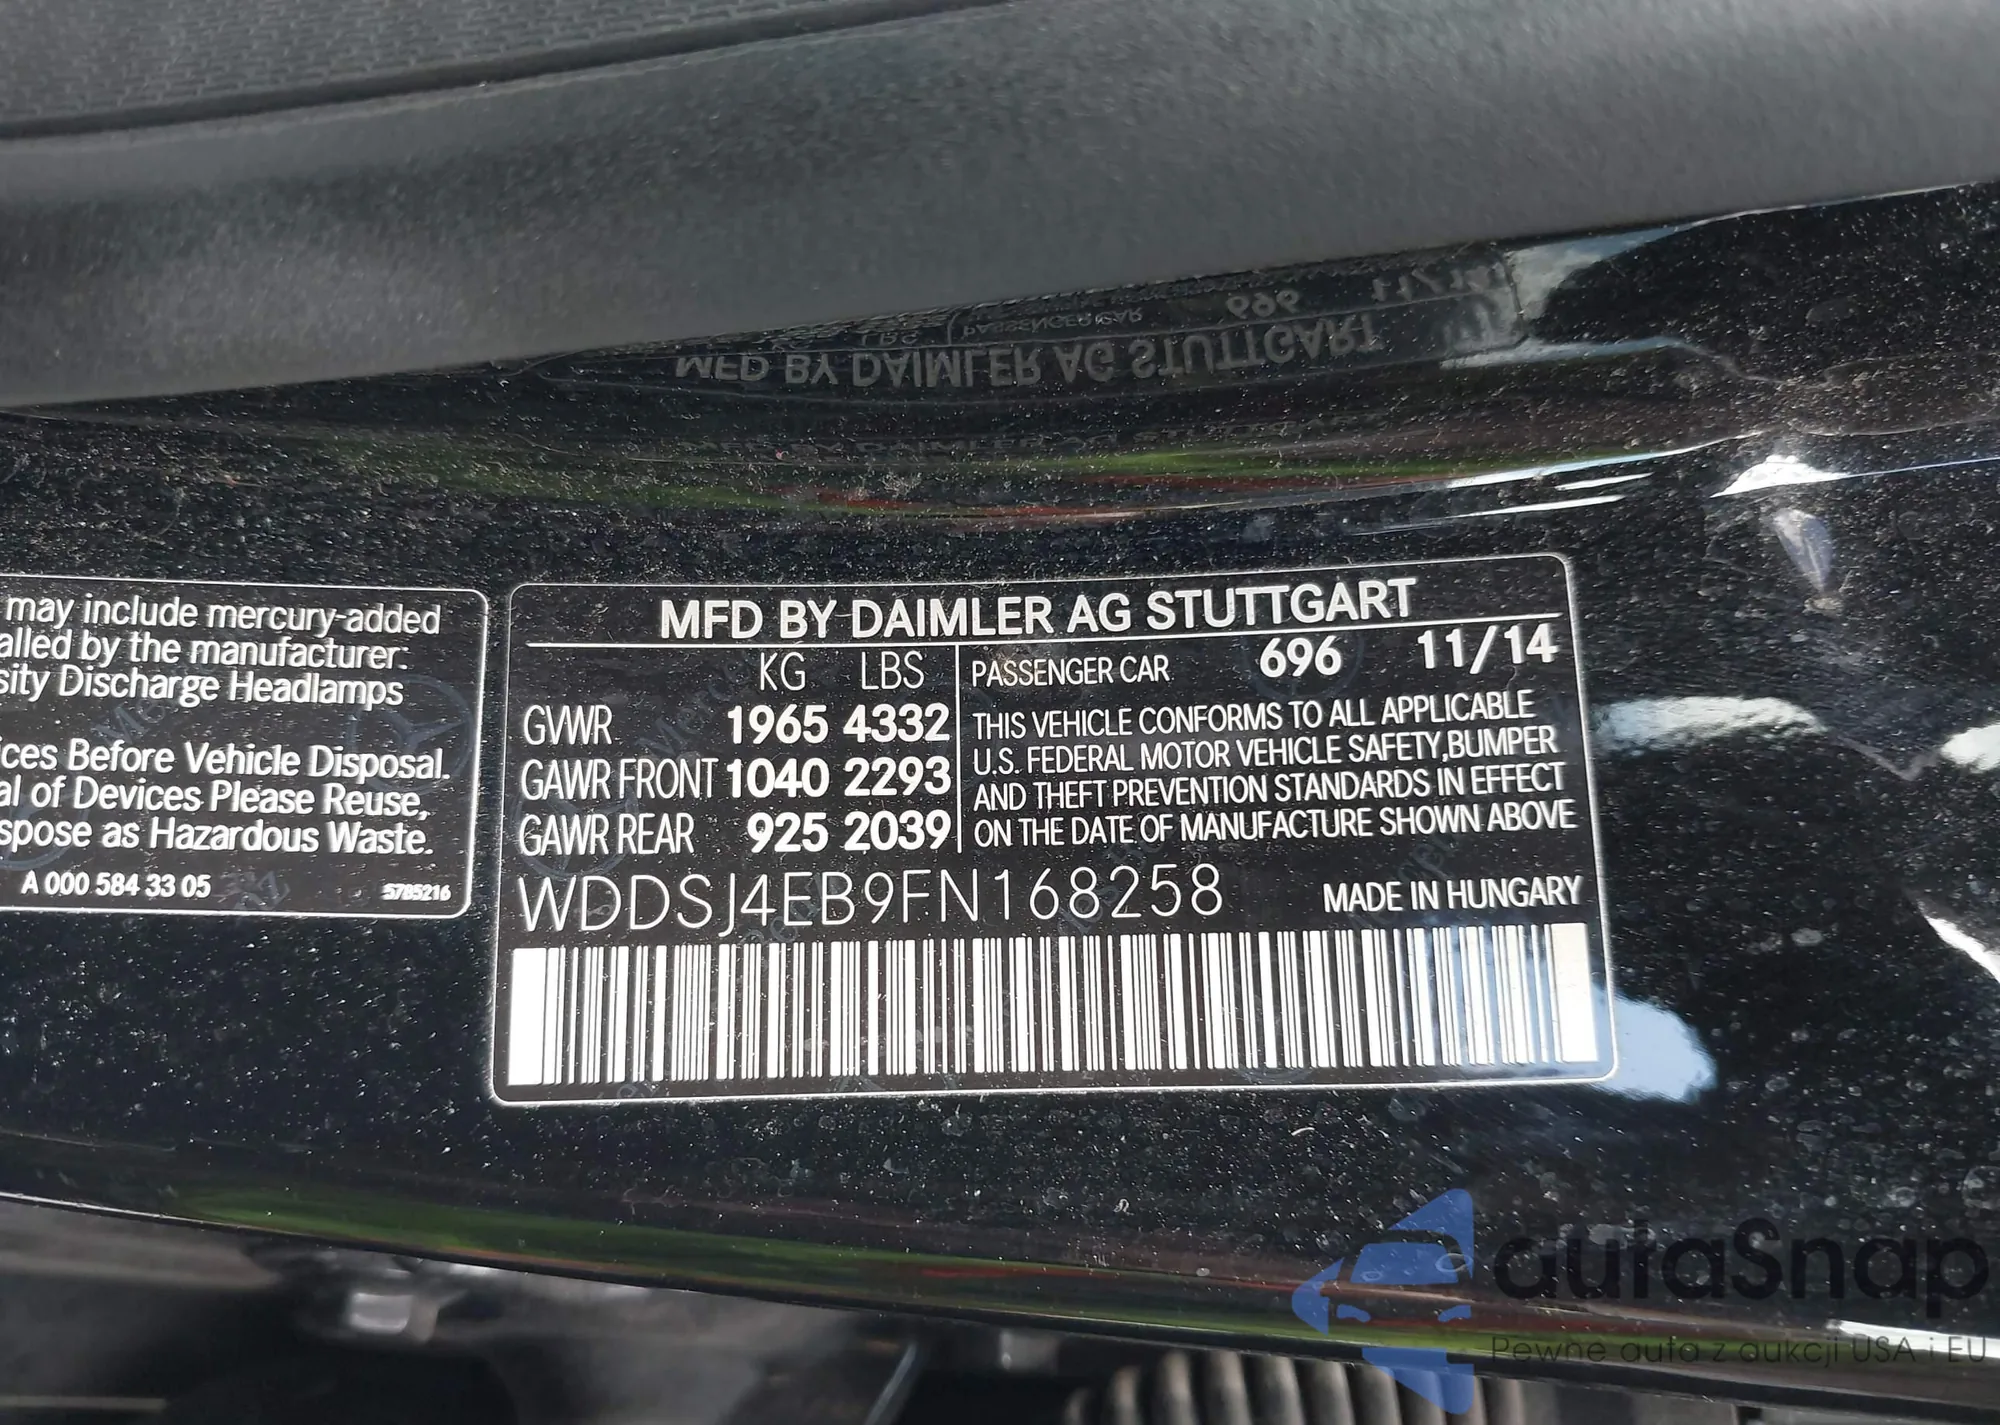 may include mercury-added
alled by the manufacturer:
sity Discharge Headlamps
ices Before Vehicle Disposal.
al of Devices Please Reuse,
spose as Hazardous Waste.
A 000 584 33 05 5785216
MFD BY DAIMLER AG STUTTGART
KG LBS
GVWR 1965 4332
GAWR FRONT 1040 2293
GAWR REAR 925 2039
PASSENGER CAR 696 11/14
THIS VEHICLE CONFORMS TO ALL APPLICABLE
U.S. FEDERAL MOTOR VEHICLE SAFETY,BUMPER
AND THEFT PREVENTION STANDARDS IN EFFECT
ON THE DATE OF MANUFACTURE SHOWN ABOVE
WDDSJ4EB9FN168258 MADE IN HUNGARY
autaSnap
Pewne auta z aukcji USA i EU